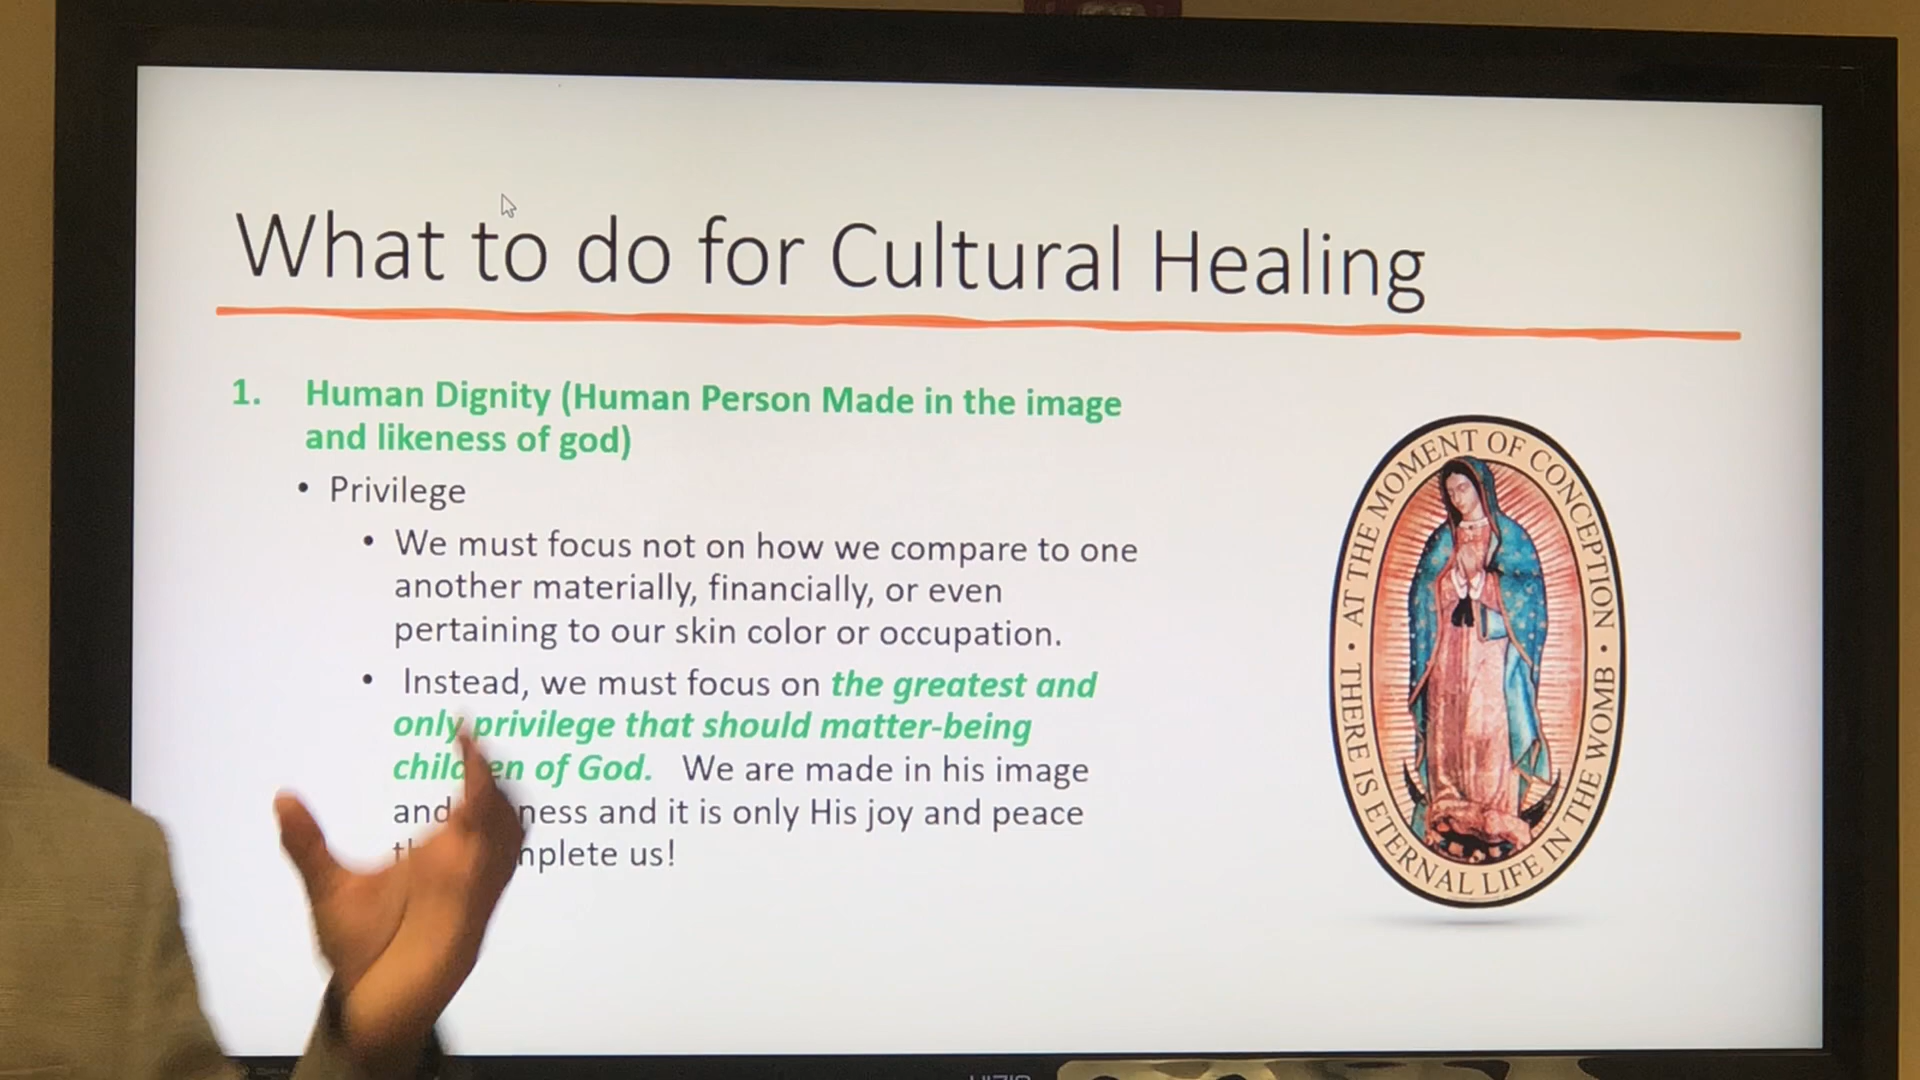 What to do for Cultural Healing
1. Human Dignity (Human Person Made in the image
and likeness of god)
• Privilege
• We must focus not on how we compare to one
another materially, financially, or even
pertaining to our skin color or occupation.
• Instead, we must focus on the greatest and
only privilege that should matter-being
of God. We are made in his image
and and it is only His joy and peace
us!
• AT THE MOMENT OF CONCEPTION •
THERE IS ETERNAL LIFE IN THE WOMB